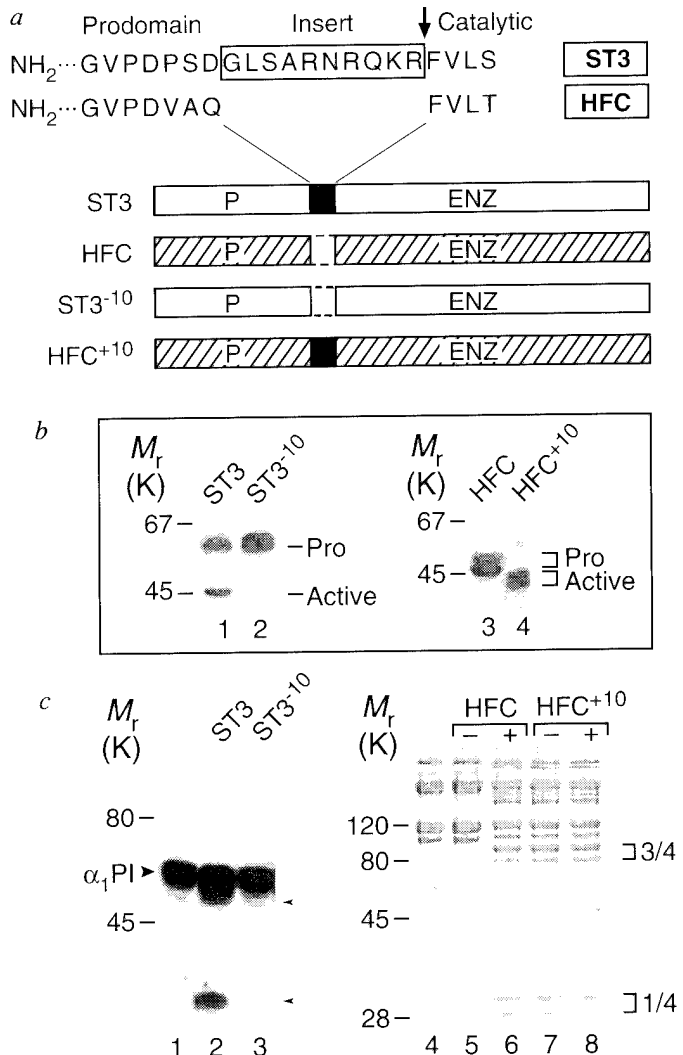 a
Prodomain Insert Catalytic
NH2···GVPDPSDGLSARNRQKRFVLS ST3
NH2···GVPDVAQ FVLT HFC
ST3 P ENZ
HFC P ENZ
ST3-10 P ENZ
HFC+10 P ENZ
b
Mr (K) ST3 ST3-10
67
Pro
45
Active
1 2
Mr (K) HFC HFC+10
67
45
Pro
Active
3 4
c
Mr (K) ST3 ST3-10
80
α1PI
45
1 2 3
Mr (K) HFC HFC+10
− + − +
120
80
3/4
45
28
1/4
4 5 6 7 8